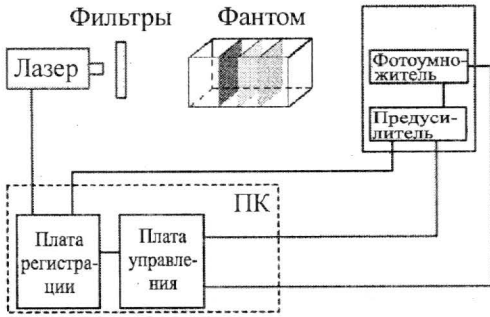 Фильтры Фантом
Лазер
Фотоумно-
житель
Предуси-
литель
ПК
Плата
регистра-
ции
Плата
управле-
ния